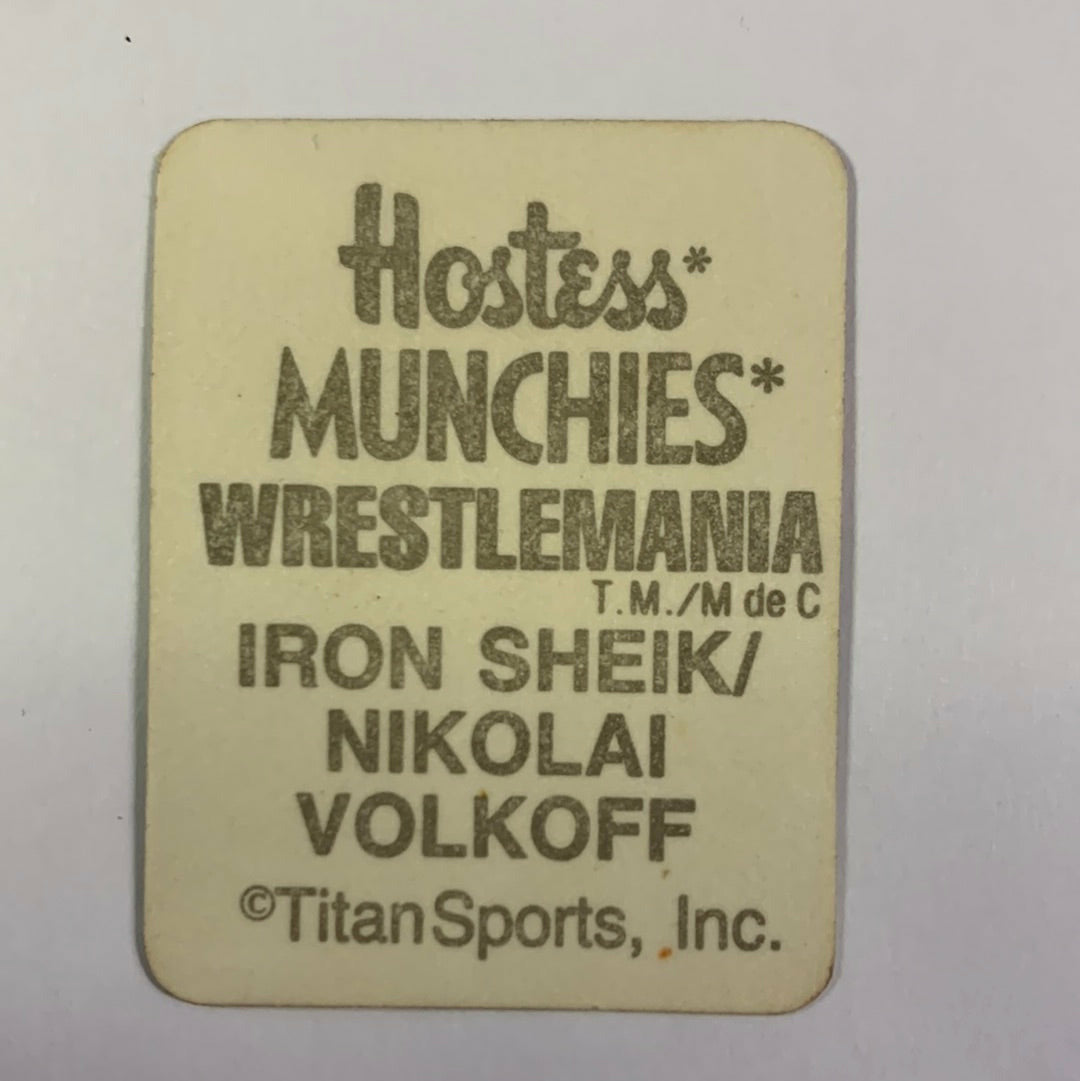 Hostess*
MUNCHIES*
WRESTLEMANIA
T.M./M de C
IRON SHEIK/
NIKOLAI
VOLKOFF
©TitanSports, Inc.